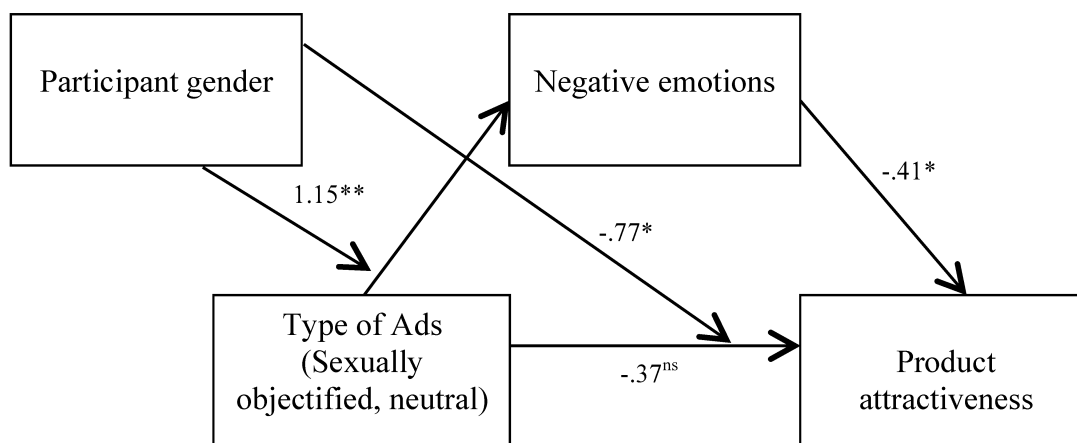 Participant gender
Negative emotions
1.15**
-.77*
-.41*
Type of Ads
(Sexually
objectified, neutral)
-.37ns
Product
attractiveness